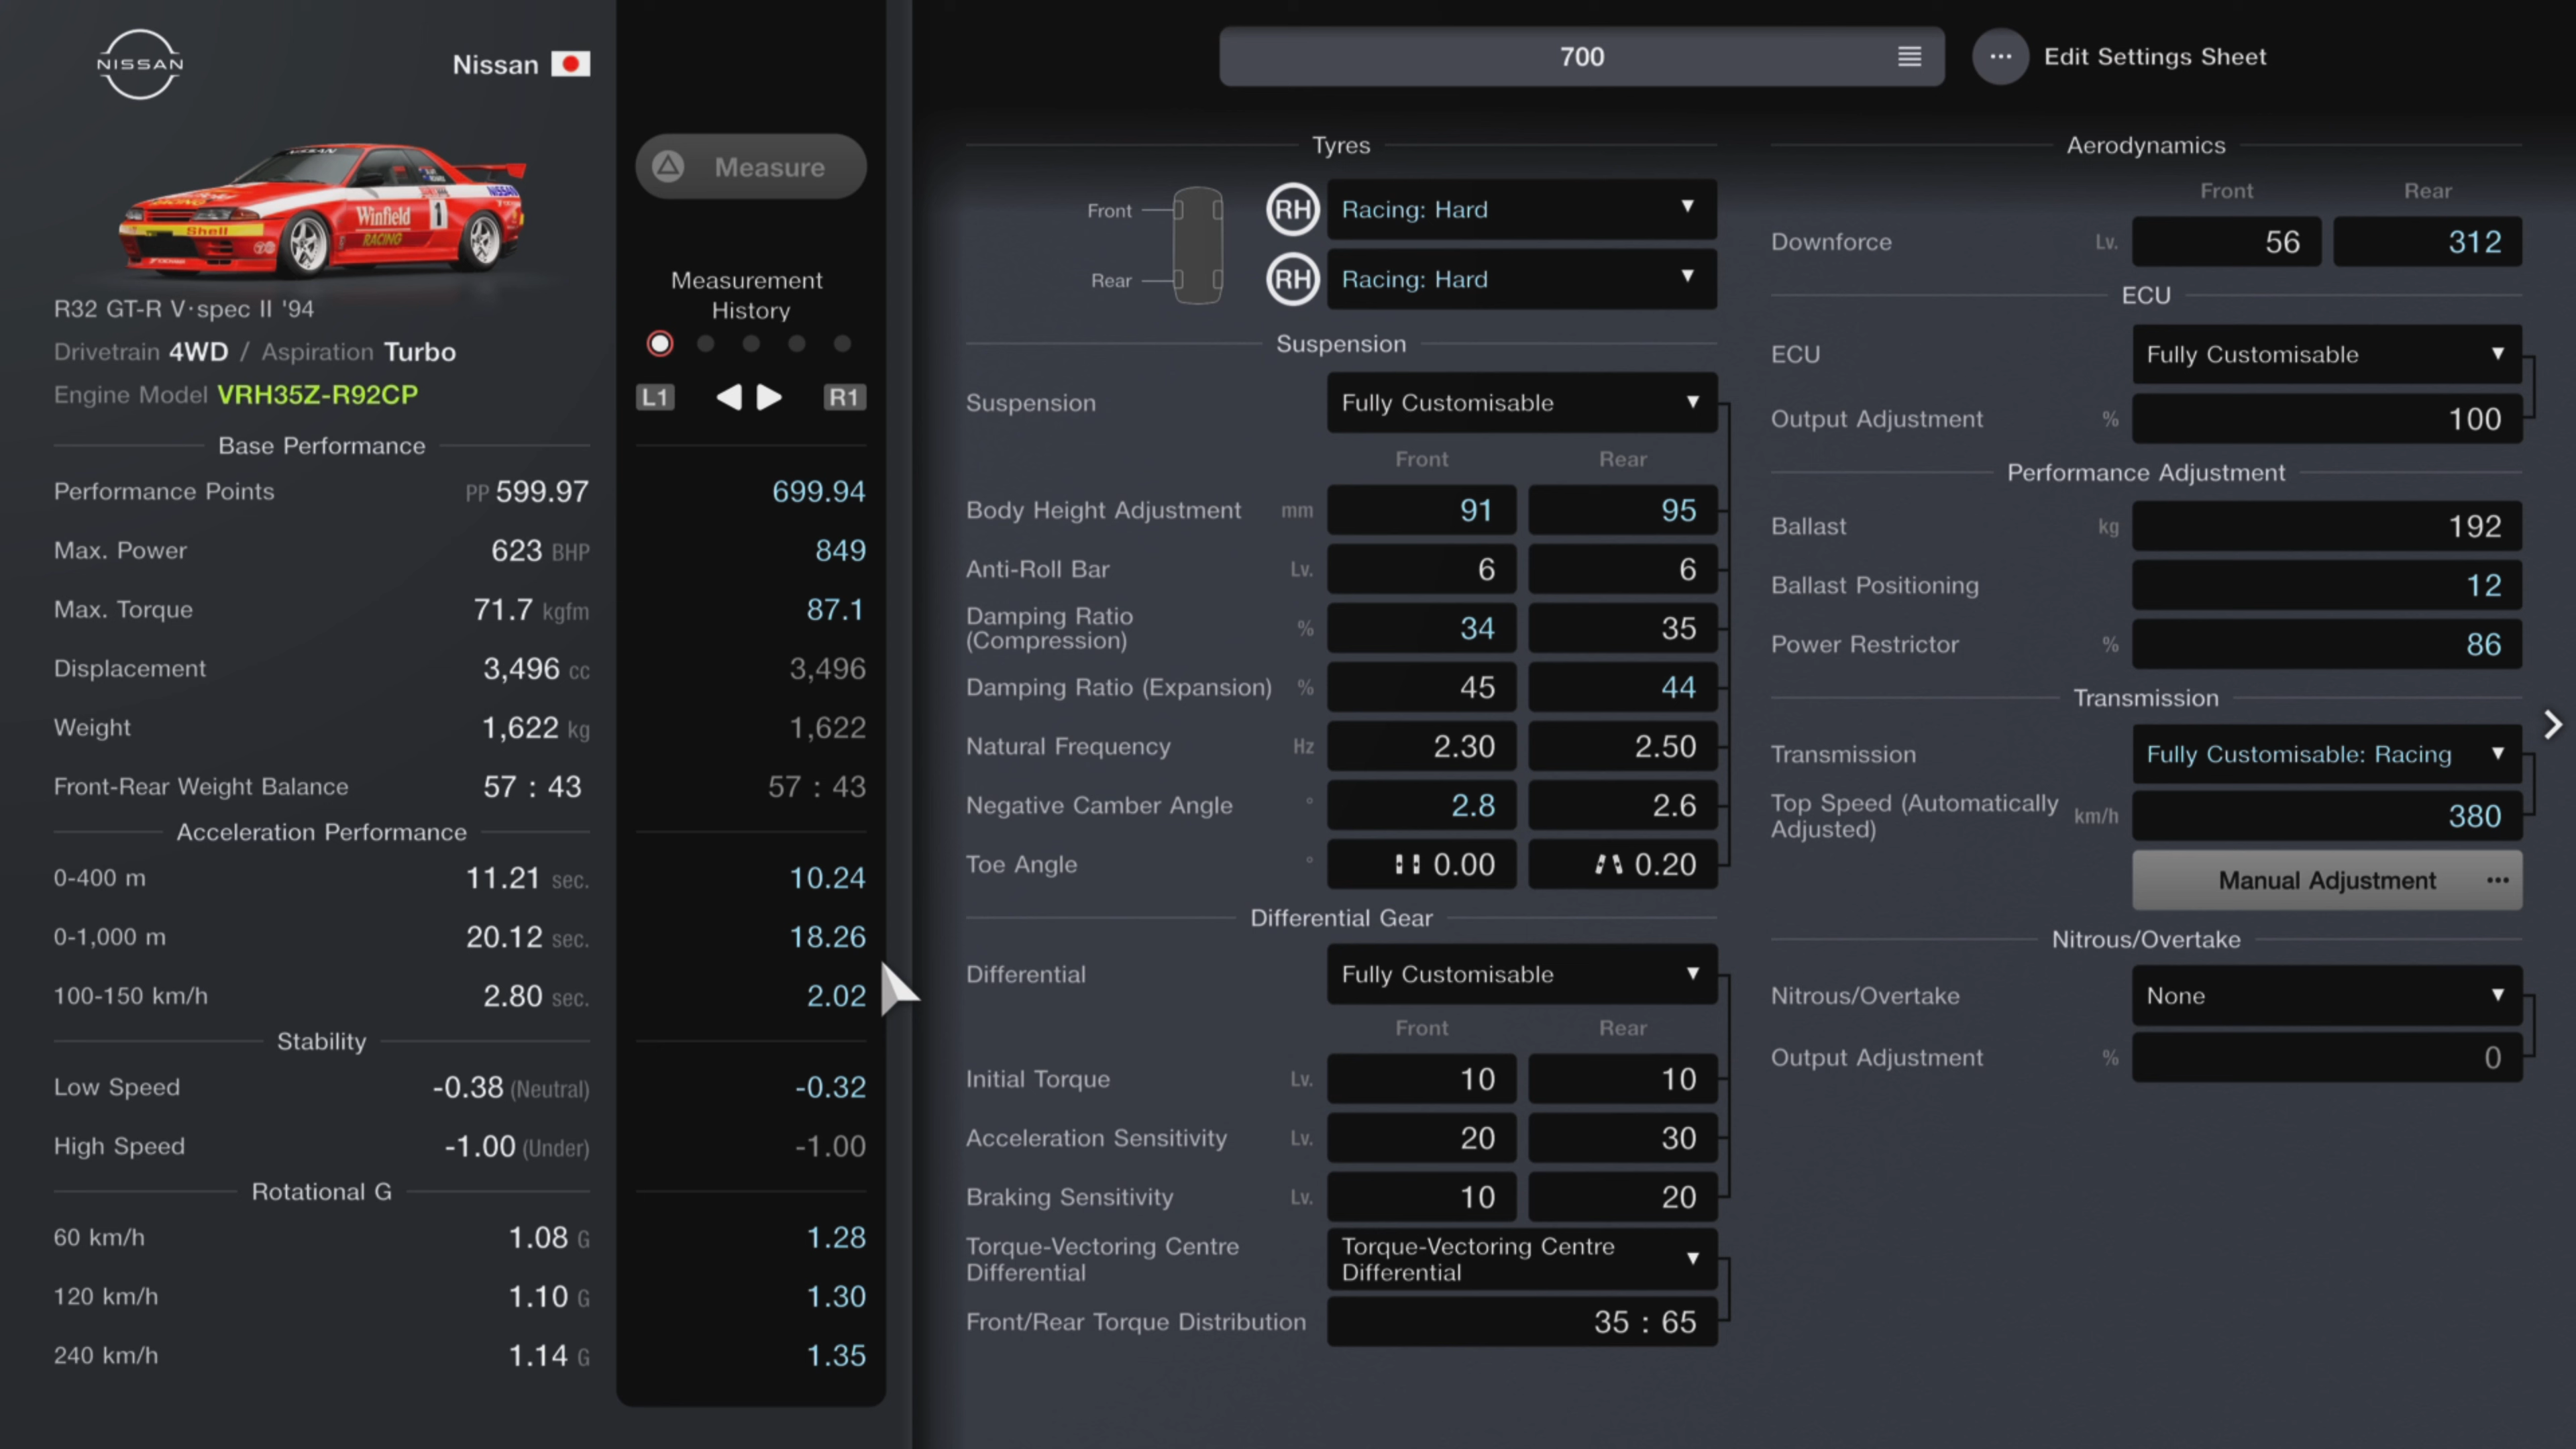 NISSAN
Nissan
NISSAN
Winfield
RACING
1
Shell
R32 GT-R V·spec II '94
Drivetrain 4WD / Aspiration Turbo
Engine Model VRH35Z-R92CP
Base Performance
Performance Points PP 599.97
Max. Power 623 BHP
Max. Torque 71.7 kgfm
Displacement 3,496 cc
Weight 1,622 kg
Front-Rear Weight Balance 57 : 43
Acceleration Performance
0-400 m 11.21 sec.
0-1,000 m 20.12 sec.
100-150 km/h 2.80 sec.
Stability
Low Speed -0.38 (Neutral)
High Speed -1.00 (Under)
Rotational G
60 km/h 1.08 G
120 km/h 1.10 G
240 km/h 1.14 G
Measure
Measurement
History
L1 R1
699.94
849
87.1
3,496
1,622
57 : 43
10.24
18.26
2.02
-0.32
-1.00
1.28
1.30
1.35
700
Edit Settings Sheet
Tyres
Front RH Racing: Hard
Rear RH Racing: Hard
Suspension
Suspension Fully Customisable
Front Rear
Body Height Adjustment mm 91 95
Anti-Roll Bar Lv. 6 6
Damping Ratio
(Compression) % 34 35
Damping Ratio (Expansion) % 45 44
Natural Frequency Hz 2.30 2.50
Negative Camber Angle ° 2.8 2.6
Toe Angle ° 0.00 0.20
Differential Gear
Differential Fully Customisable
Front Rear
Initial Torque Lv. 10 10
Acceleration Sensitivity Lv. 20 30
Braking Sensitivity Lv. 10 20
Torque-Vectoring Centre
Differential
Torque-Vectoring Centre
Differential
Front/Rear Torque Distribution 35 : 65
Aerodynamics
Front Rear
Downforce Lv. 56 312
ECU
ECU Fully Customisable
Output Adjustment % 100
Performance Adjustment
Ballast kg 192
Ballast Positioning 12
Power Restrictor % 86
Transmission
Transmission Fully Customisable: Racing
Top Speed (Automatically
Adjusted) km/h 380
Manual Adjustment
Nitrous/Overtake
Nitrous/Overtake None
Output Adjustment % 0